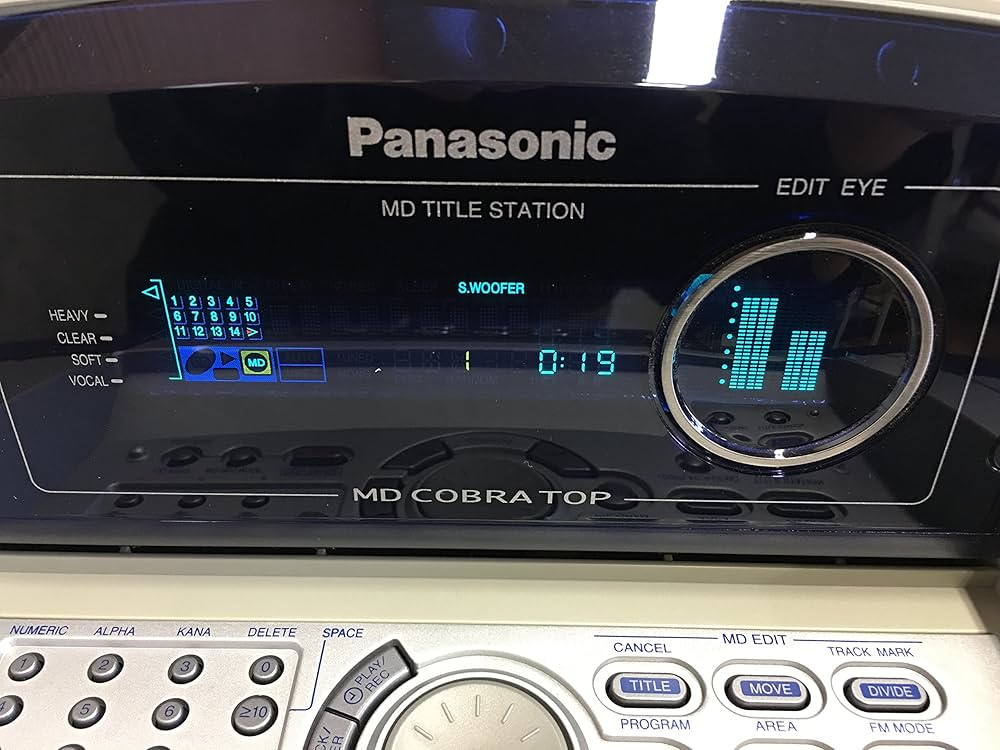 Panasonic
EDIT EYE
MD TITLE STATION
S.WOOFER
1 2 3 4 5
6 7 8 9 10
11 12 13 14
HEAVY
CLEAR
SOFT
VOCAL
MD
1 0:19
MD COBRA TOP
NUMERIC ALPHA KANA DELETE SPACE
MD EDIT
CANCEL TRACK MARK
1 2 3 0
PLAY/
REC
TITLE MOVE DIVIDE
4 5 6 ≥10
PROGRAM AREA FM MODE